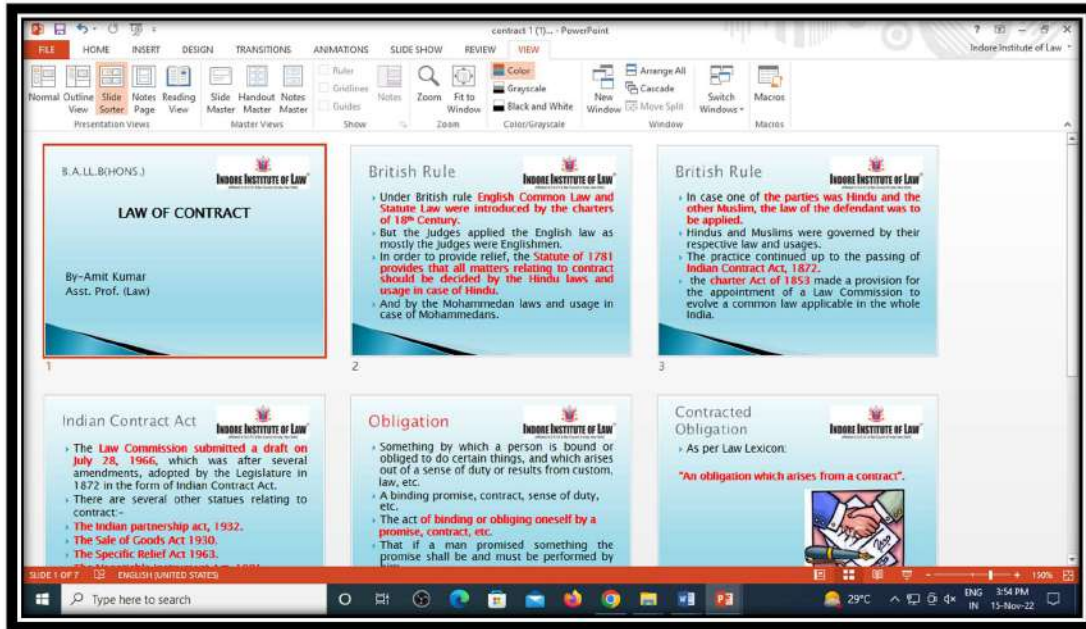 contract 1 (1)... - PowerPoint
Indore Institute of Law
FILE HOME INSERT DESIGN TRANSITIONS ANIMATIONS SLIDE SHOW REVIEW VIEW
Normal Outline View Slide Sorter Notes Page Reading View
Presentation Views
Slide Master Handout Master Notes Master
Master Views
Ruler
Gridlines
Guides
Notes
Show
Zoom Fit to Window
Zoom
Color
Grayscale
Black and White
Color/Grayscale
New Window
Arrange All
Cascade
Move Split
Switch Windows
Window
Macros
Macros
B.A.LL.B(HONS.)
INDORE INSTITUTE OF LAW
LAW OF CONTRACT
By-Amit Kumar
Asst. Prof. (Law)
1
British Rule
INDORE INSTITUTE OF LAW
Under British rule English Common Law and
Statute Law were introduced by the charters
of 18th Century.
But the Judges applied the English law as
mostly the Judges were Englishmen.
In order to provide relief, the Statute of 1781
provides that all matters relating to contract
should be decided by the Hindu laws and
usage in case of Hindu.
And by the Mohammedan laws and usage in
case of Mohammedans.
2
British Rule
INDORE INSTITUTE OF LAW
In case one of the parties was Hindu and the
other Muslim, the law of the defendant was to
be applied.
Hindus and Muslims were governed by their
respective law and usages.
The practice continued up to the passing of
Indian Contract Act, 1872.
the charter Act of 1853 made a provision for
the appointment of a Law Commission to
evolve a common law applicable in the whole
India.
3
Indian Contract Act
INDORE INSTITUTE OF LAW
The Law Commission submitted a draft on
July 28, 1966, which was after several
amendments, adopted by the Legislature in
1872 in the form of Indian Contract Act.
There are several other statues relating to
contract:-
The Indian partnership act, 1932.
The Sale of Goods Act 1930.
The Specific Relief Act 1963.
Obligation
INDORE INSTITUTE OF LAW
Something by which a person is bound or
obliged to do certain things, and which arises
out of a sense of duty or results from custom,
law, etc.
A binding promise, contract, sense of duty,
etc.
The act of binding or obliging oneself by a
promise, contract, etc.
That if a man promised something the
promise shall be and must be performed by
Contracted
Obligation
INDORE INSTITUTE OF LAW
As per Law Lexicon:
"An obligation which arises from a contract".
SLIDE 1 OF 7 ENGLISH (UNITED STATES)
150%
Type here to search
29°C
ENG
IN
3:54 PM
15-Nov-22